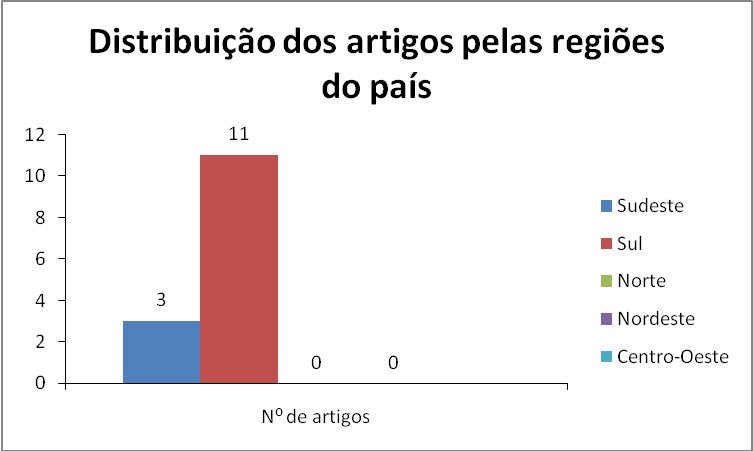 Distribuição dos artigos pelas regiões
do país
12
10
8
6
4
2
0
3
11
0
0
Nº de artigos
Sudeste
Sul
Norte
Nordeste
Centro-Oeste